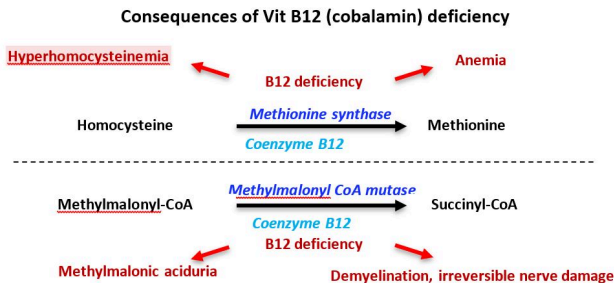 Consequences of Vit B12 (cobalamin) deficiency
Hyperhomocysteinemia
Anemia
B12 deficiency
Methionine synthase
Homocysteine
Methionine
Coenzyme B12
Methylmalonyl CoA mutase
Methylmalonyl-CoA
Succinyl-CoA
Coenzyme B12
B12 deficiency
Methylmalonic aciduria
Demyelination, irreversible nerve damage